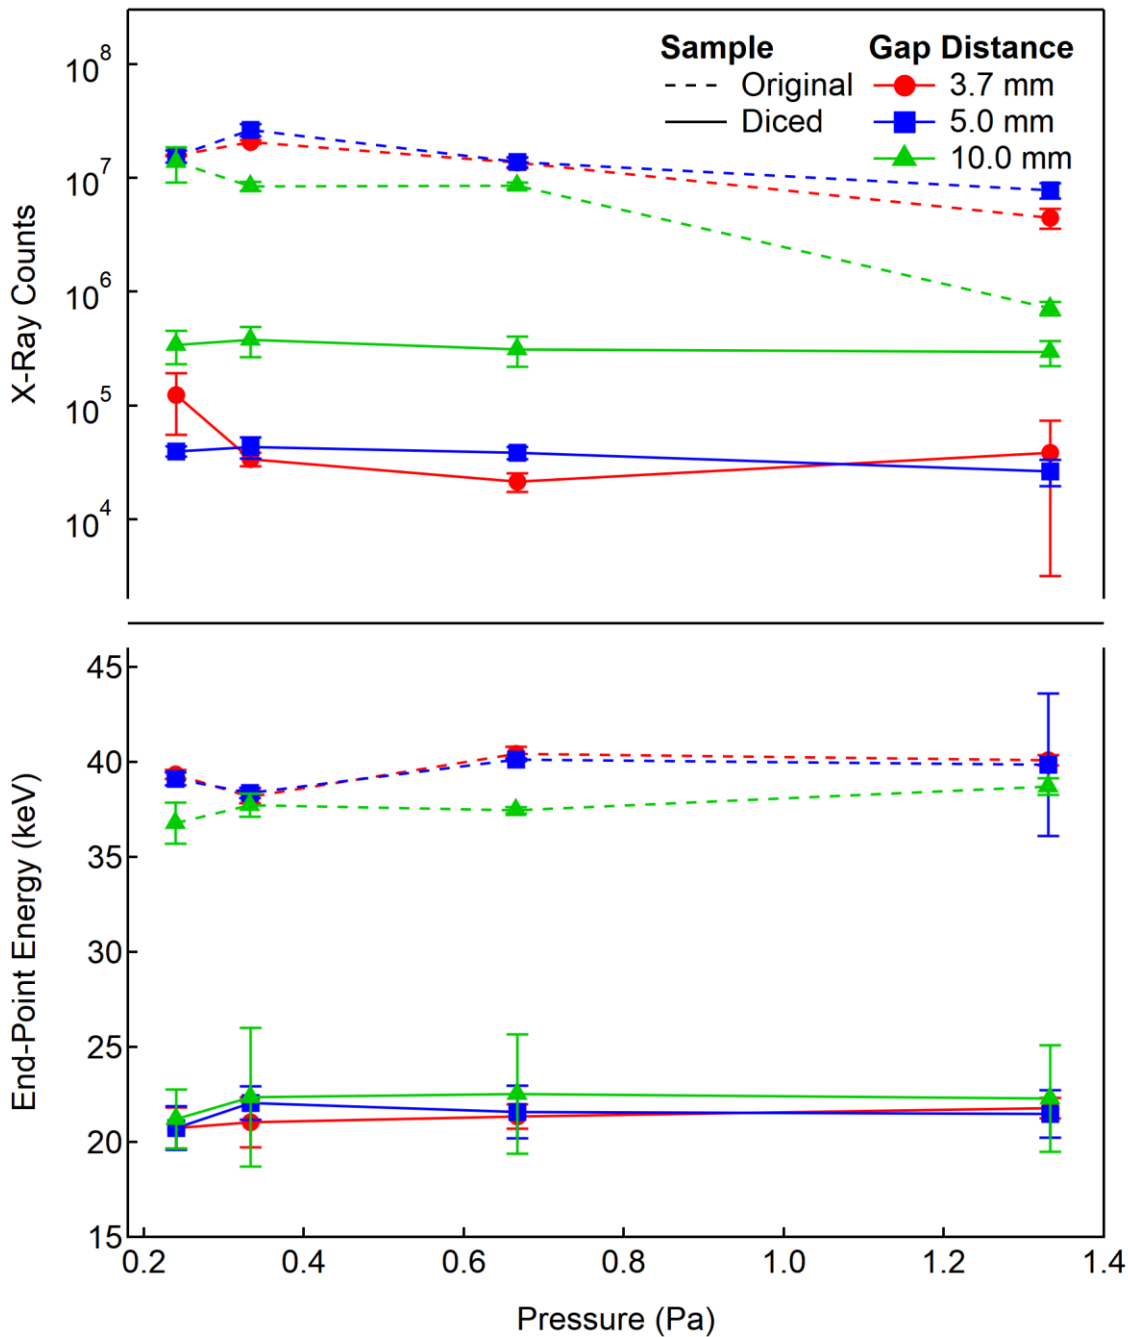 Sample Gap Distance
Original 3.7 mm
Diced 5.0 mm
10.0 mm
X-Ray Counts
10^8
10^7
10^6
10^5
10^4
End-Point Energy (keV)
45
40
35
30
25
20
15
0.2 0.4 0.6 0.8 1.0 1.2 1.4
Pressure (Pa)